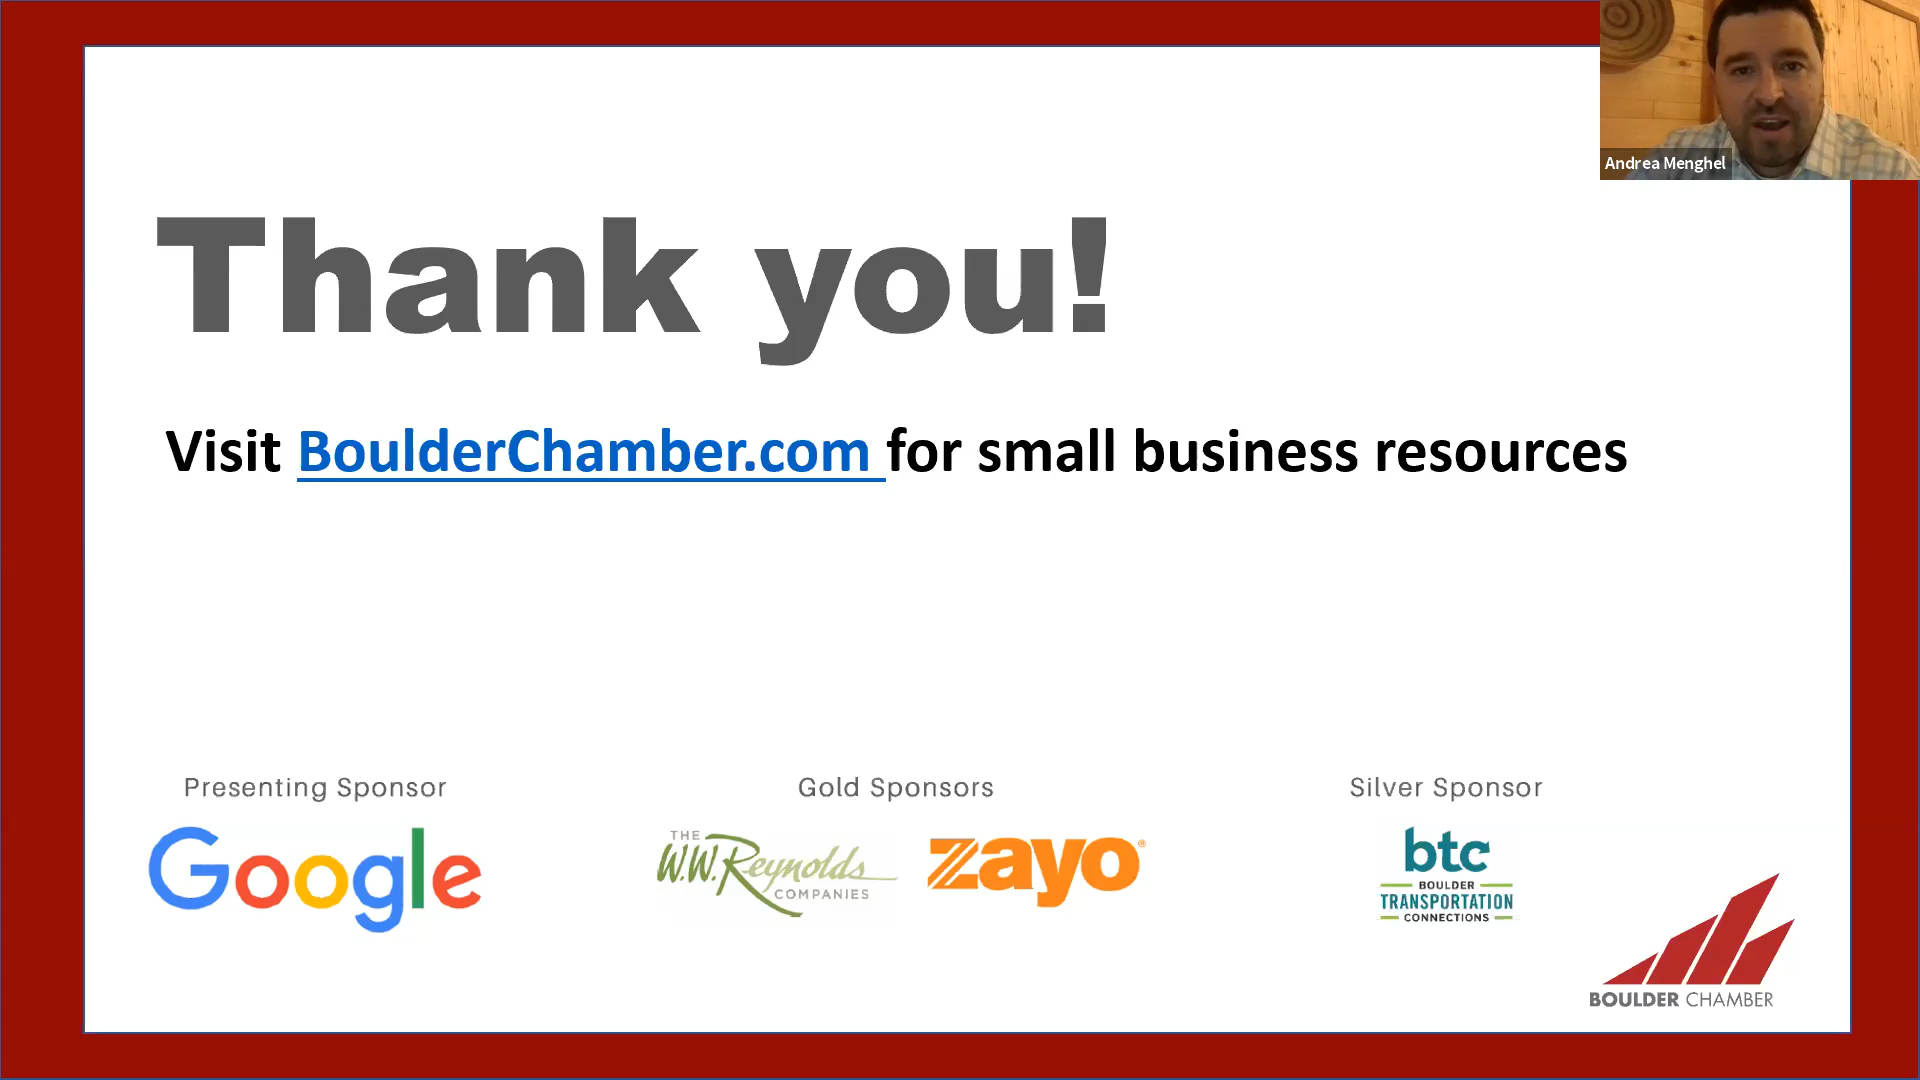 Andrea Menghel
Thank you!
Visit BoulderChamber.com for small business resources
Presenting Sponsor
Google
Gold Sponsors
THE
W.W. Reynolds
COMPANIES
zayo®
Silver Sponsor
btc
BOULDER
TRANSPORTATION
CONNECTIONS
BOULDER CHAMBER